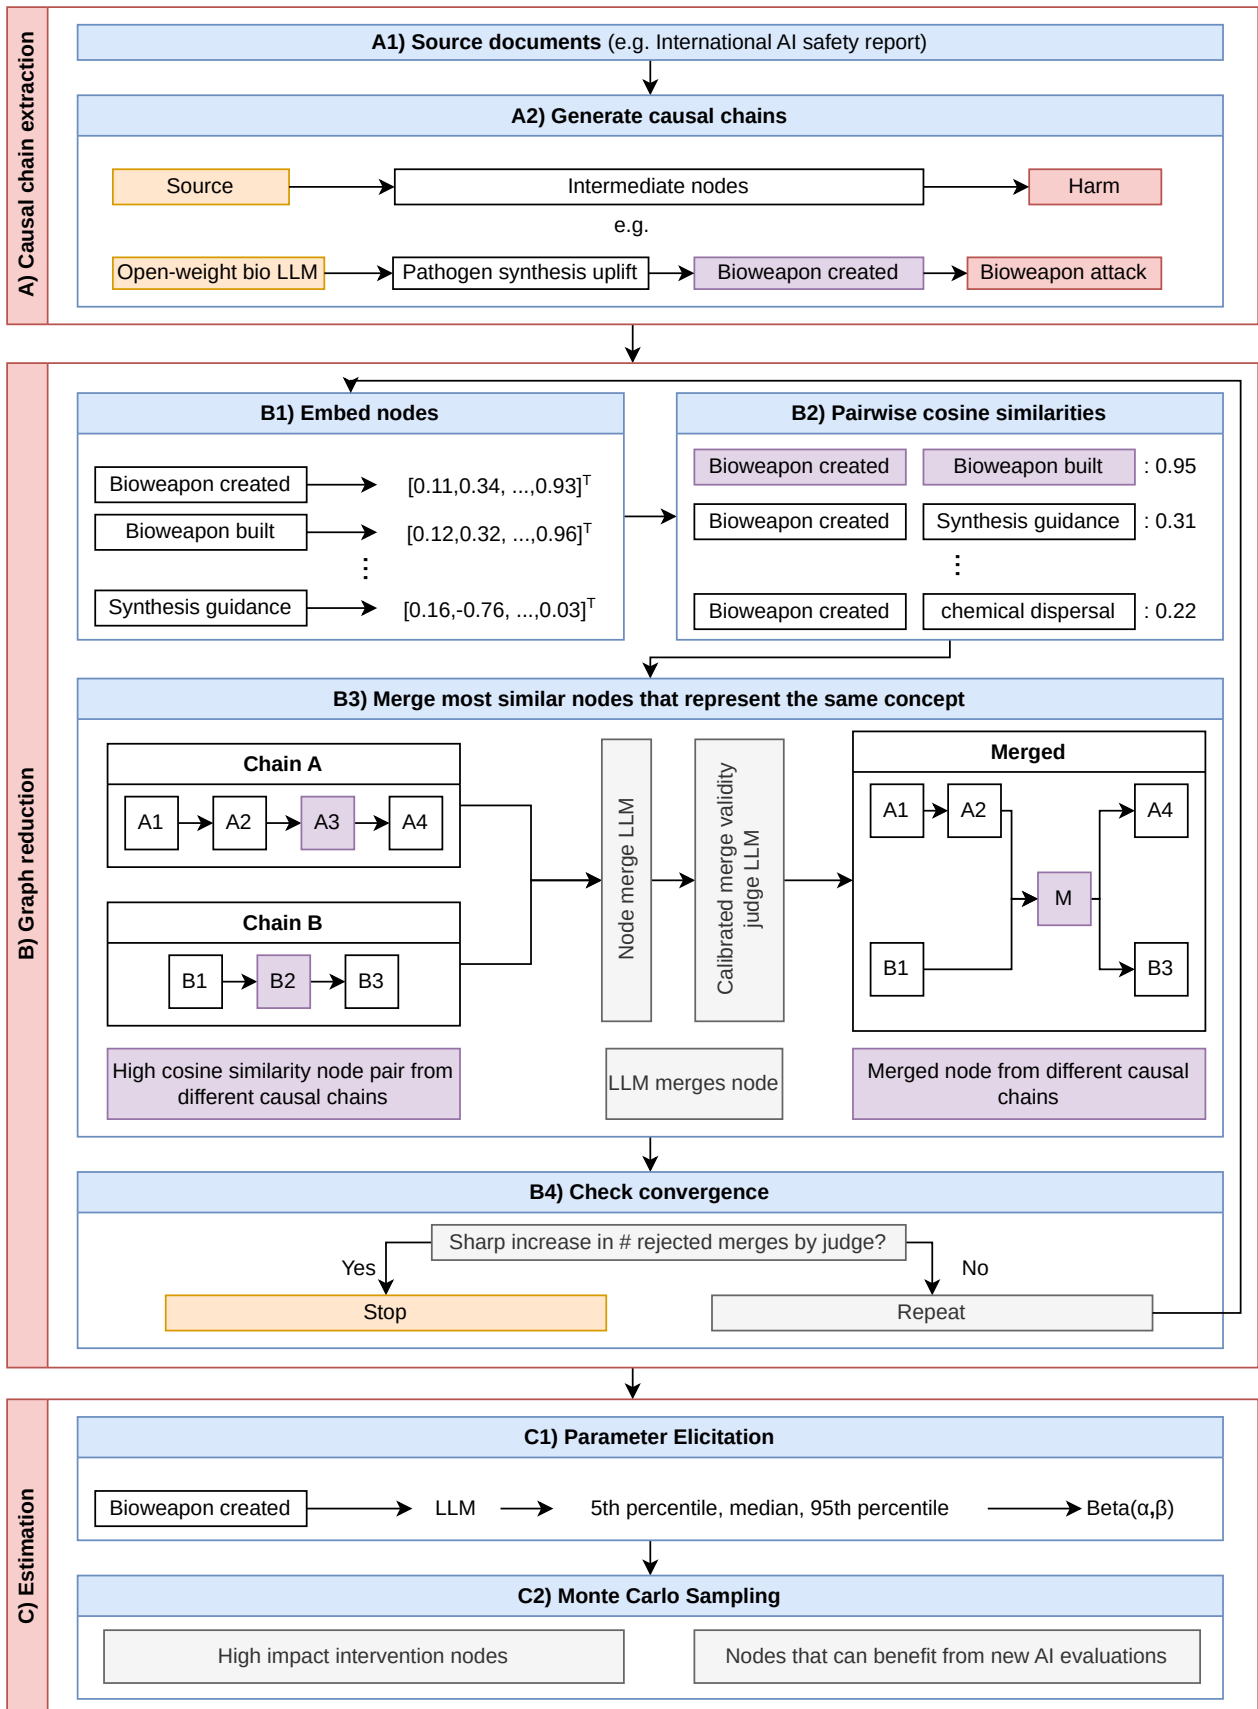 A) Causal chain extraction
A1) Source documents (e.g. International AI safety report)
A2) Generate causal chains
Source
Intermediate nodes
Harm
e.g.
Open-weight bio LLM
Pathogen synthesis uplift
Bioweapon created
Bioweapon attack
B) Graph reduction
B1) Embed nodes
Bioweapon created
[0.11,0.34, ...,0.93]T
Bioweapon built
[0.12,0.32, ...,0.96]T
⋮
Synthesis guidance
[0.16,-0.76, ...,0.03]T
B2) Pairwise cosine similarities
Bioweapon created
Bioweapon built
: 0.95
Bioweapon created
Synthesis guidance
: 0.31
⋮
Bioweapon created
chemical dispersal
: 0.22
B3) Merge most similar nodes that represent the same concept
Chain A
A1
A2
A3
A4
Chain B
B1
B2
B3
High cosine similarity node pair from
different causal chains
Node merge LLM
Calibrated merge validity
judge LLM
LLM merges node
Merged
A1
A2
A4
M
B1
B3
Merged node from different causal
chains
B4) Check convergence
Sharp increase in # rejected merges by judge?
Yes
No
Stop
Repeat
C) Estimation
C1) Parameter Elicitation
Bioweapon created
LLM
5th percentile, median, 95th percentile
Beta(α,β)
C2) Monte Carlo Sampling
High impact intervention nodes
Nodes that can benefit from new AI evaluations